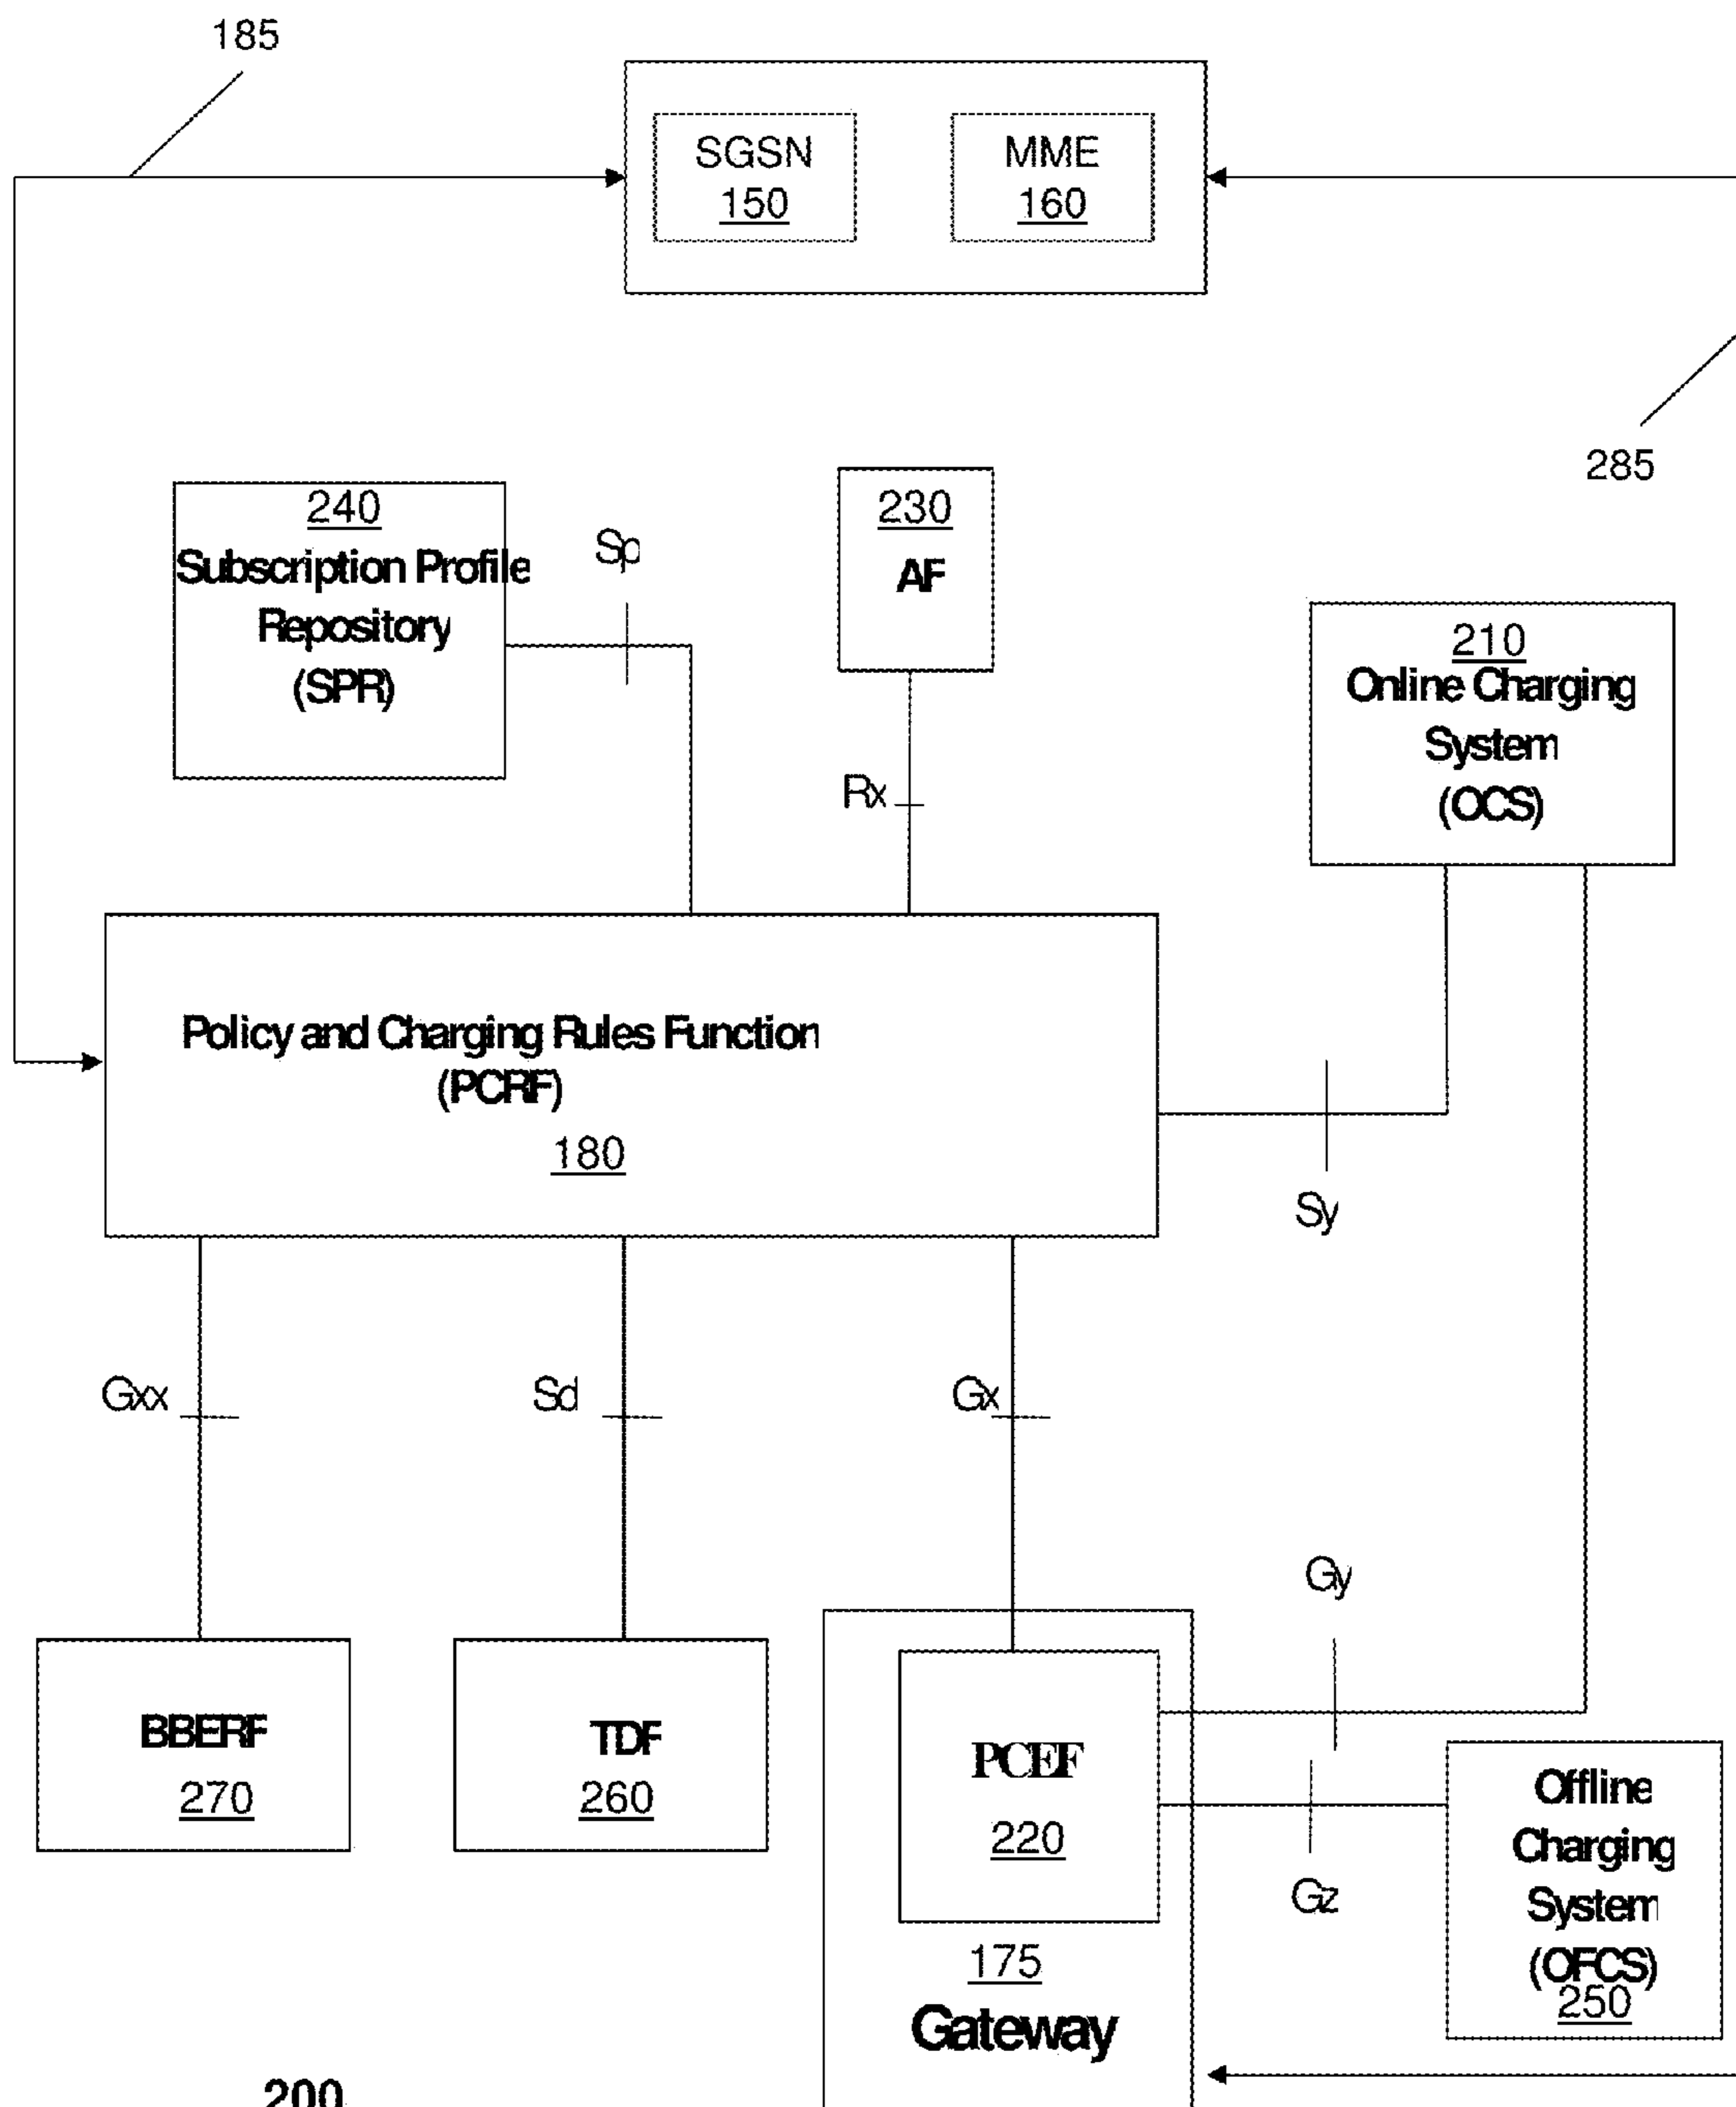 185
SGSN
150
MME
160
285
240
Subscription Profile
Repository
(SPR)
Sp
230
AF
Rx
210
Online Charging
System
(OCS)
Policy and Charging Rules Function
(PCRF)
180
Sy
Gxx
Sd
Gx
Gy
BBERF
270
TDF
260
PCEF
220
Gz
Offline
Charging
System
(OFCS)
250
175
Gateway
200